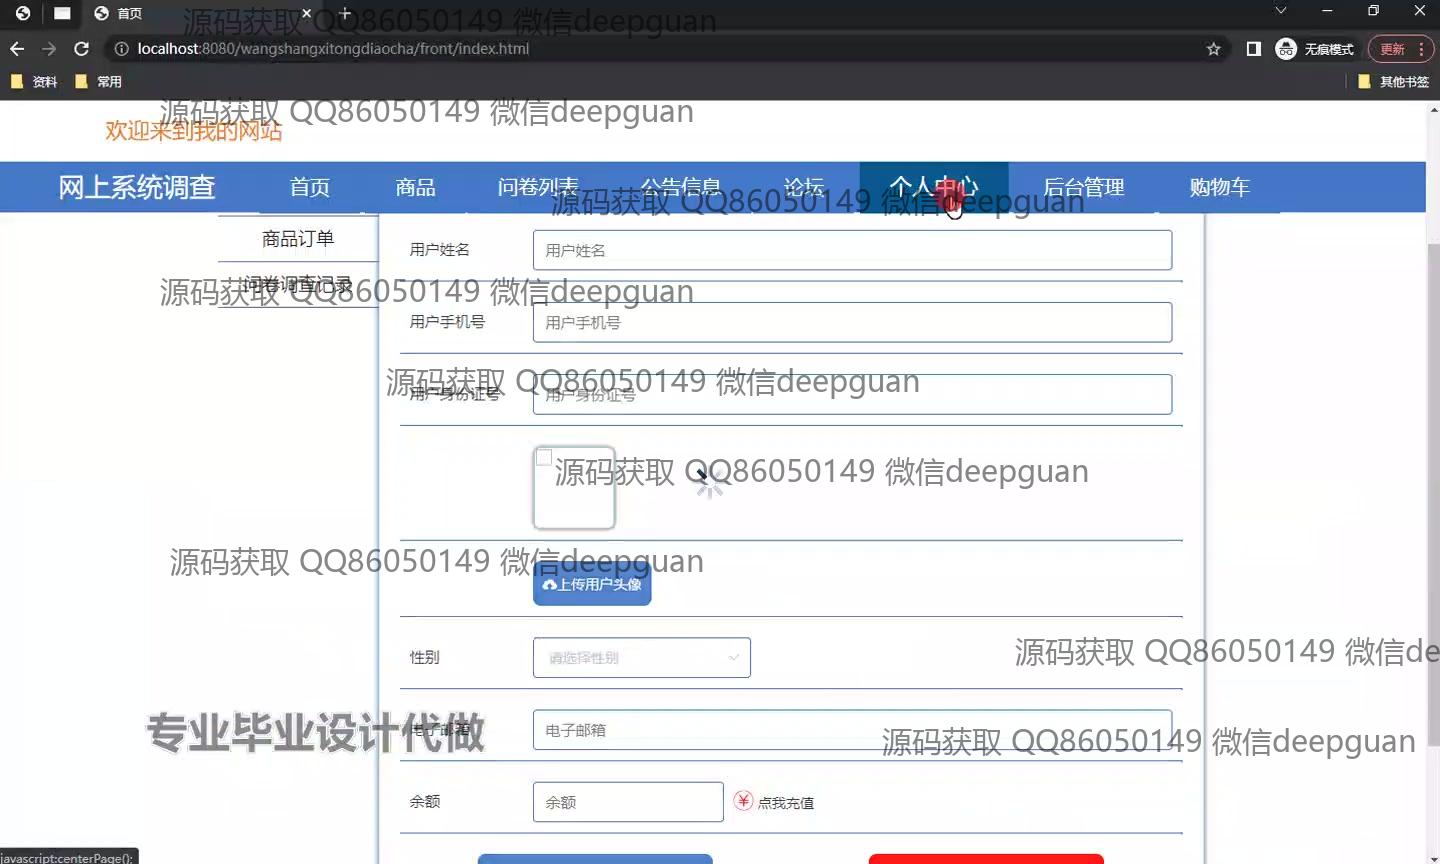 首页
源码获取 QQ86050149 微信deepguan
localhost:8080/wangshangxitongdiaocha/front/index.html
无痕模式
更新
资料
常用
其他书签
源码获取 QQ86050149 微信deepguan
欢迎来到我的网站
网上系统调查
首页
商品
问卷列表
公告信息
论坛
个人中心
后台管理
购物车
源码获取 QQ86050149 微信deepguan
商品订单
用户姓名
用户姓名
问卷调查记录
源码获取 QQ86050149 微信deepguan
用户手机号
用户手机号
源码获取 QQ86050149 微信deepguan
用户身份证号
用户身份证号
源码获取 QQ86050149 微信deepguan
源码获取 QQ86050149 微信deepguan
上传用户头像
源码获取 QQ86050149 微信de
性别
请选择性别
专业毕业设计代做
电子邮箱
电子邮箱
源码获取 QQ86050149 微信deepguan
余额
余额
¥ 点我充值
javascript:centerPage();